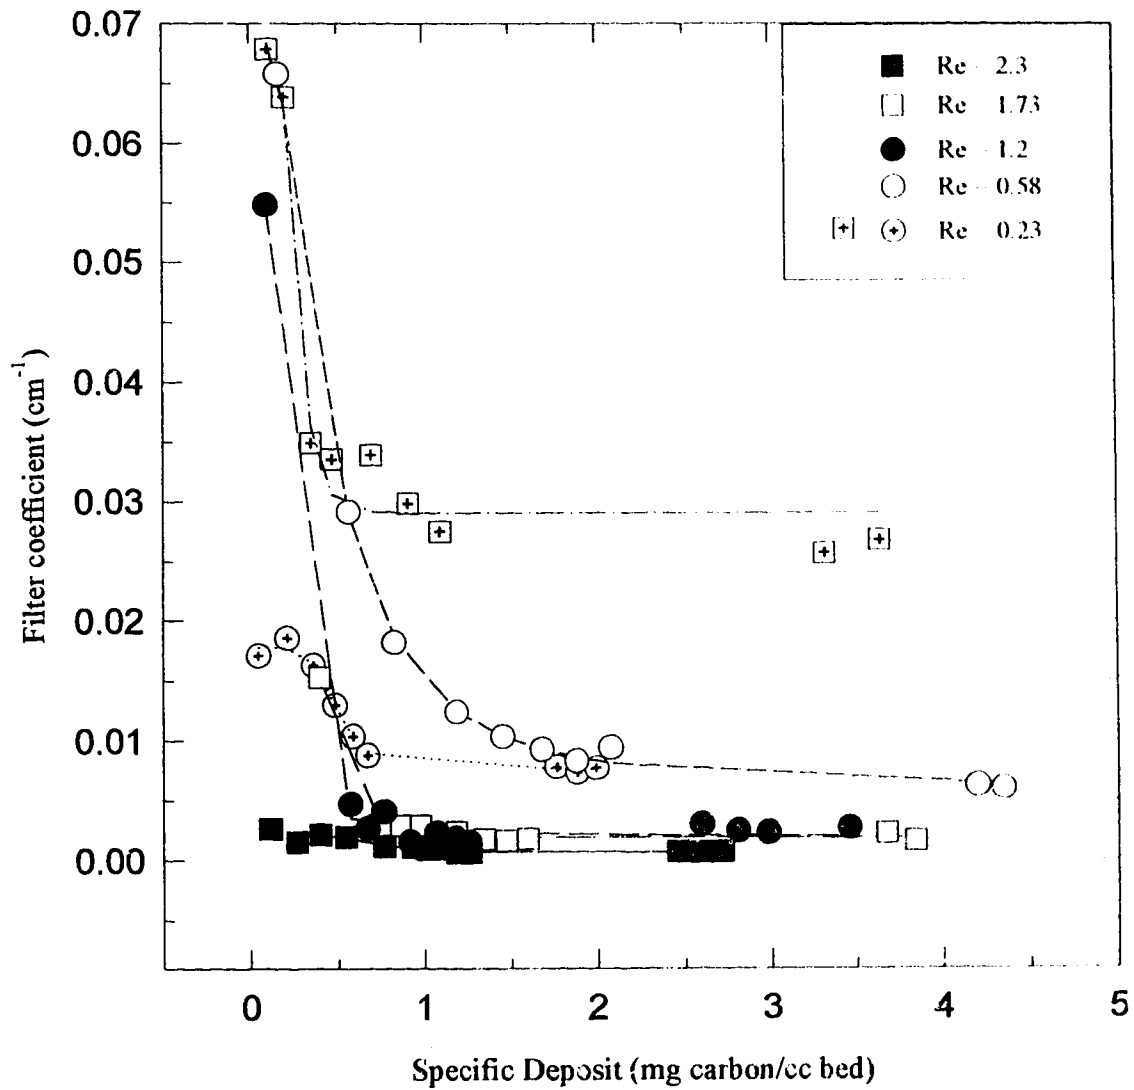 0.07
0.06
0.05
0.04
0.03
0.02
0.01
0.00
Filter coefficient (cm⁻¹)
Re 2.3
Re 1.73
Re 1.2
Re 0.58
Re 0.23
0 1 2 3 4 5
Specific Deposit (mg carbon/cc bed)